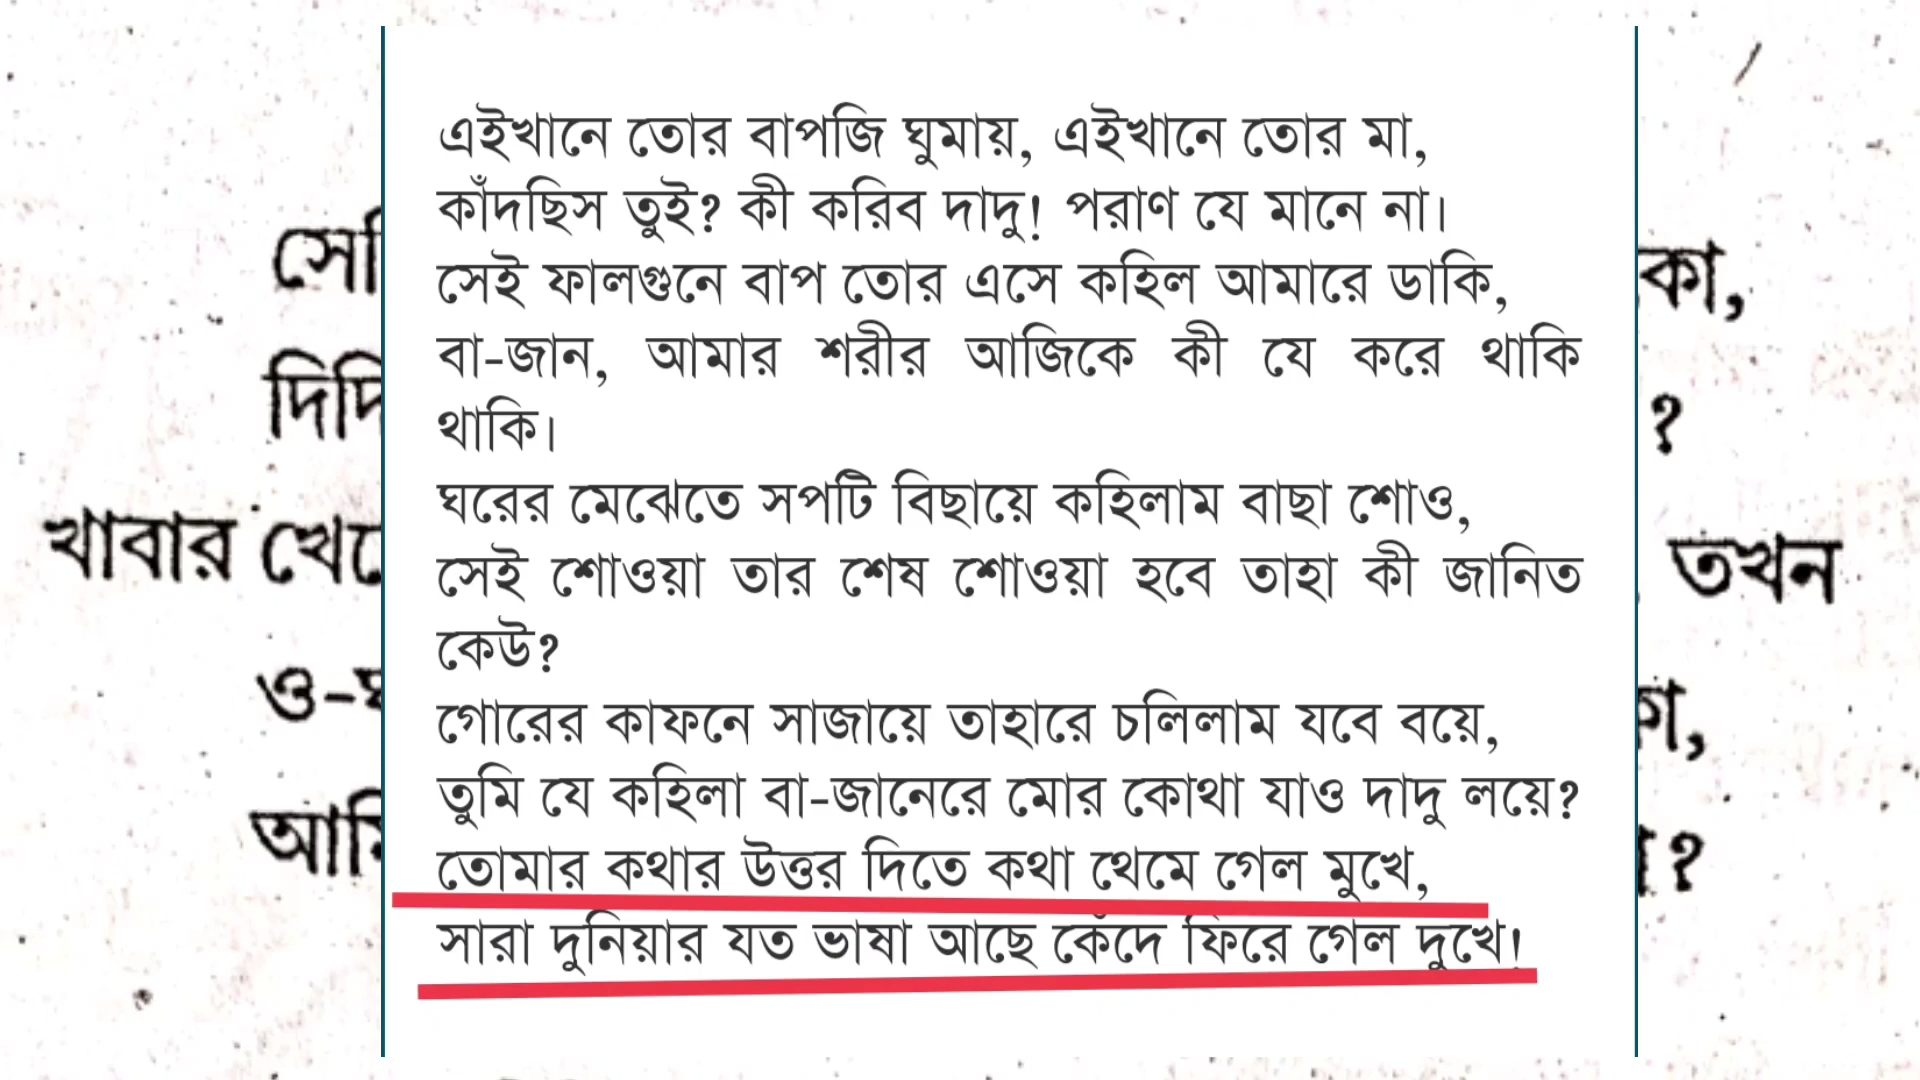 এইখানে তোর বাপজি ঘুমায়, এইখানে তোর মা,
কাঁদছিস তুই? কী করিব দাদু! পরাণ যে মানে না।
সেই ফালগুনে বাপ তোর এসে কহিল আমারে ডাকি,
বা-জান, আমার শরীর আজিকে কী যে করে থাকি
থাকি।
ঘরের মেঝেতে সপটি বিছায়ে কহিলাম বাছা শোও,
সেই শোওয়া তার শেষ শোওয়া হবে তাহা কী জানিত
কেউ?
গোরের কাফনে সাজায়ে তাহারে চলিলাম যবে বয়ে,
তুমি যে কহিলা বা-জানেরে মোর কোথা যাও দাদু লয়ে?
তোমার কথার উত্তর দিতে কথা থেমে গেল মুখে,
সারা দুনিয়ার যত ভাষা আছে কেঁদে ফিরে গেল দুখে!
খাবার
তখন